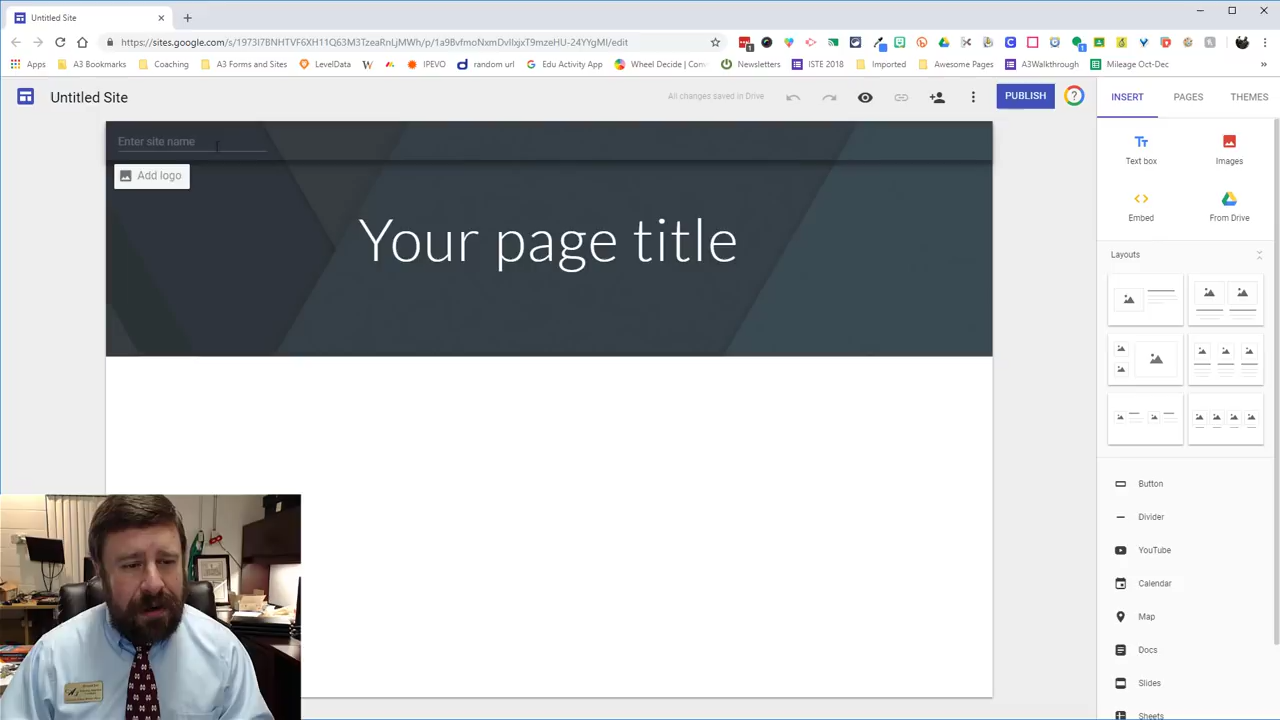 Untitled Site
https://sites.google.com/s/1973I7BNHTVF6XH11Q63M3TzeaRnLjMWh/p/1a9BvfmoNxmDvIlxjxT9mzeHU-24YYgMI/edit
Apps
A3 Bookmarks
Coaching
A3 Forms and Sites
LevelData
IPEVO
random url
Edu Activity App
Wheel Decide | Com
Newsletters
ISTE 2018
Imported
Awesome Pages
A3Walkthrough
Mileage Oct-Dec
»
Untitled Site
All changes saved in Drive
PUBLISH
INSERT
PAGES
THEMES
Enter site name
Add logo
Your page title
Text box
Images
Embed
From Drive
Layouts
Button
Divider
YouTube
Calendar
Map
Docs
Slides
Sheets